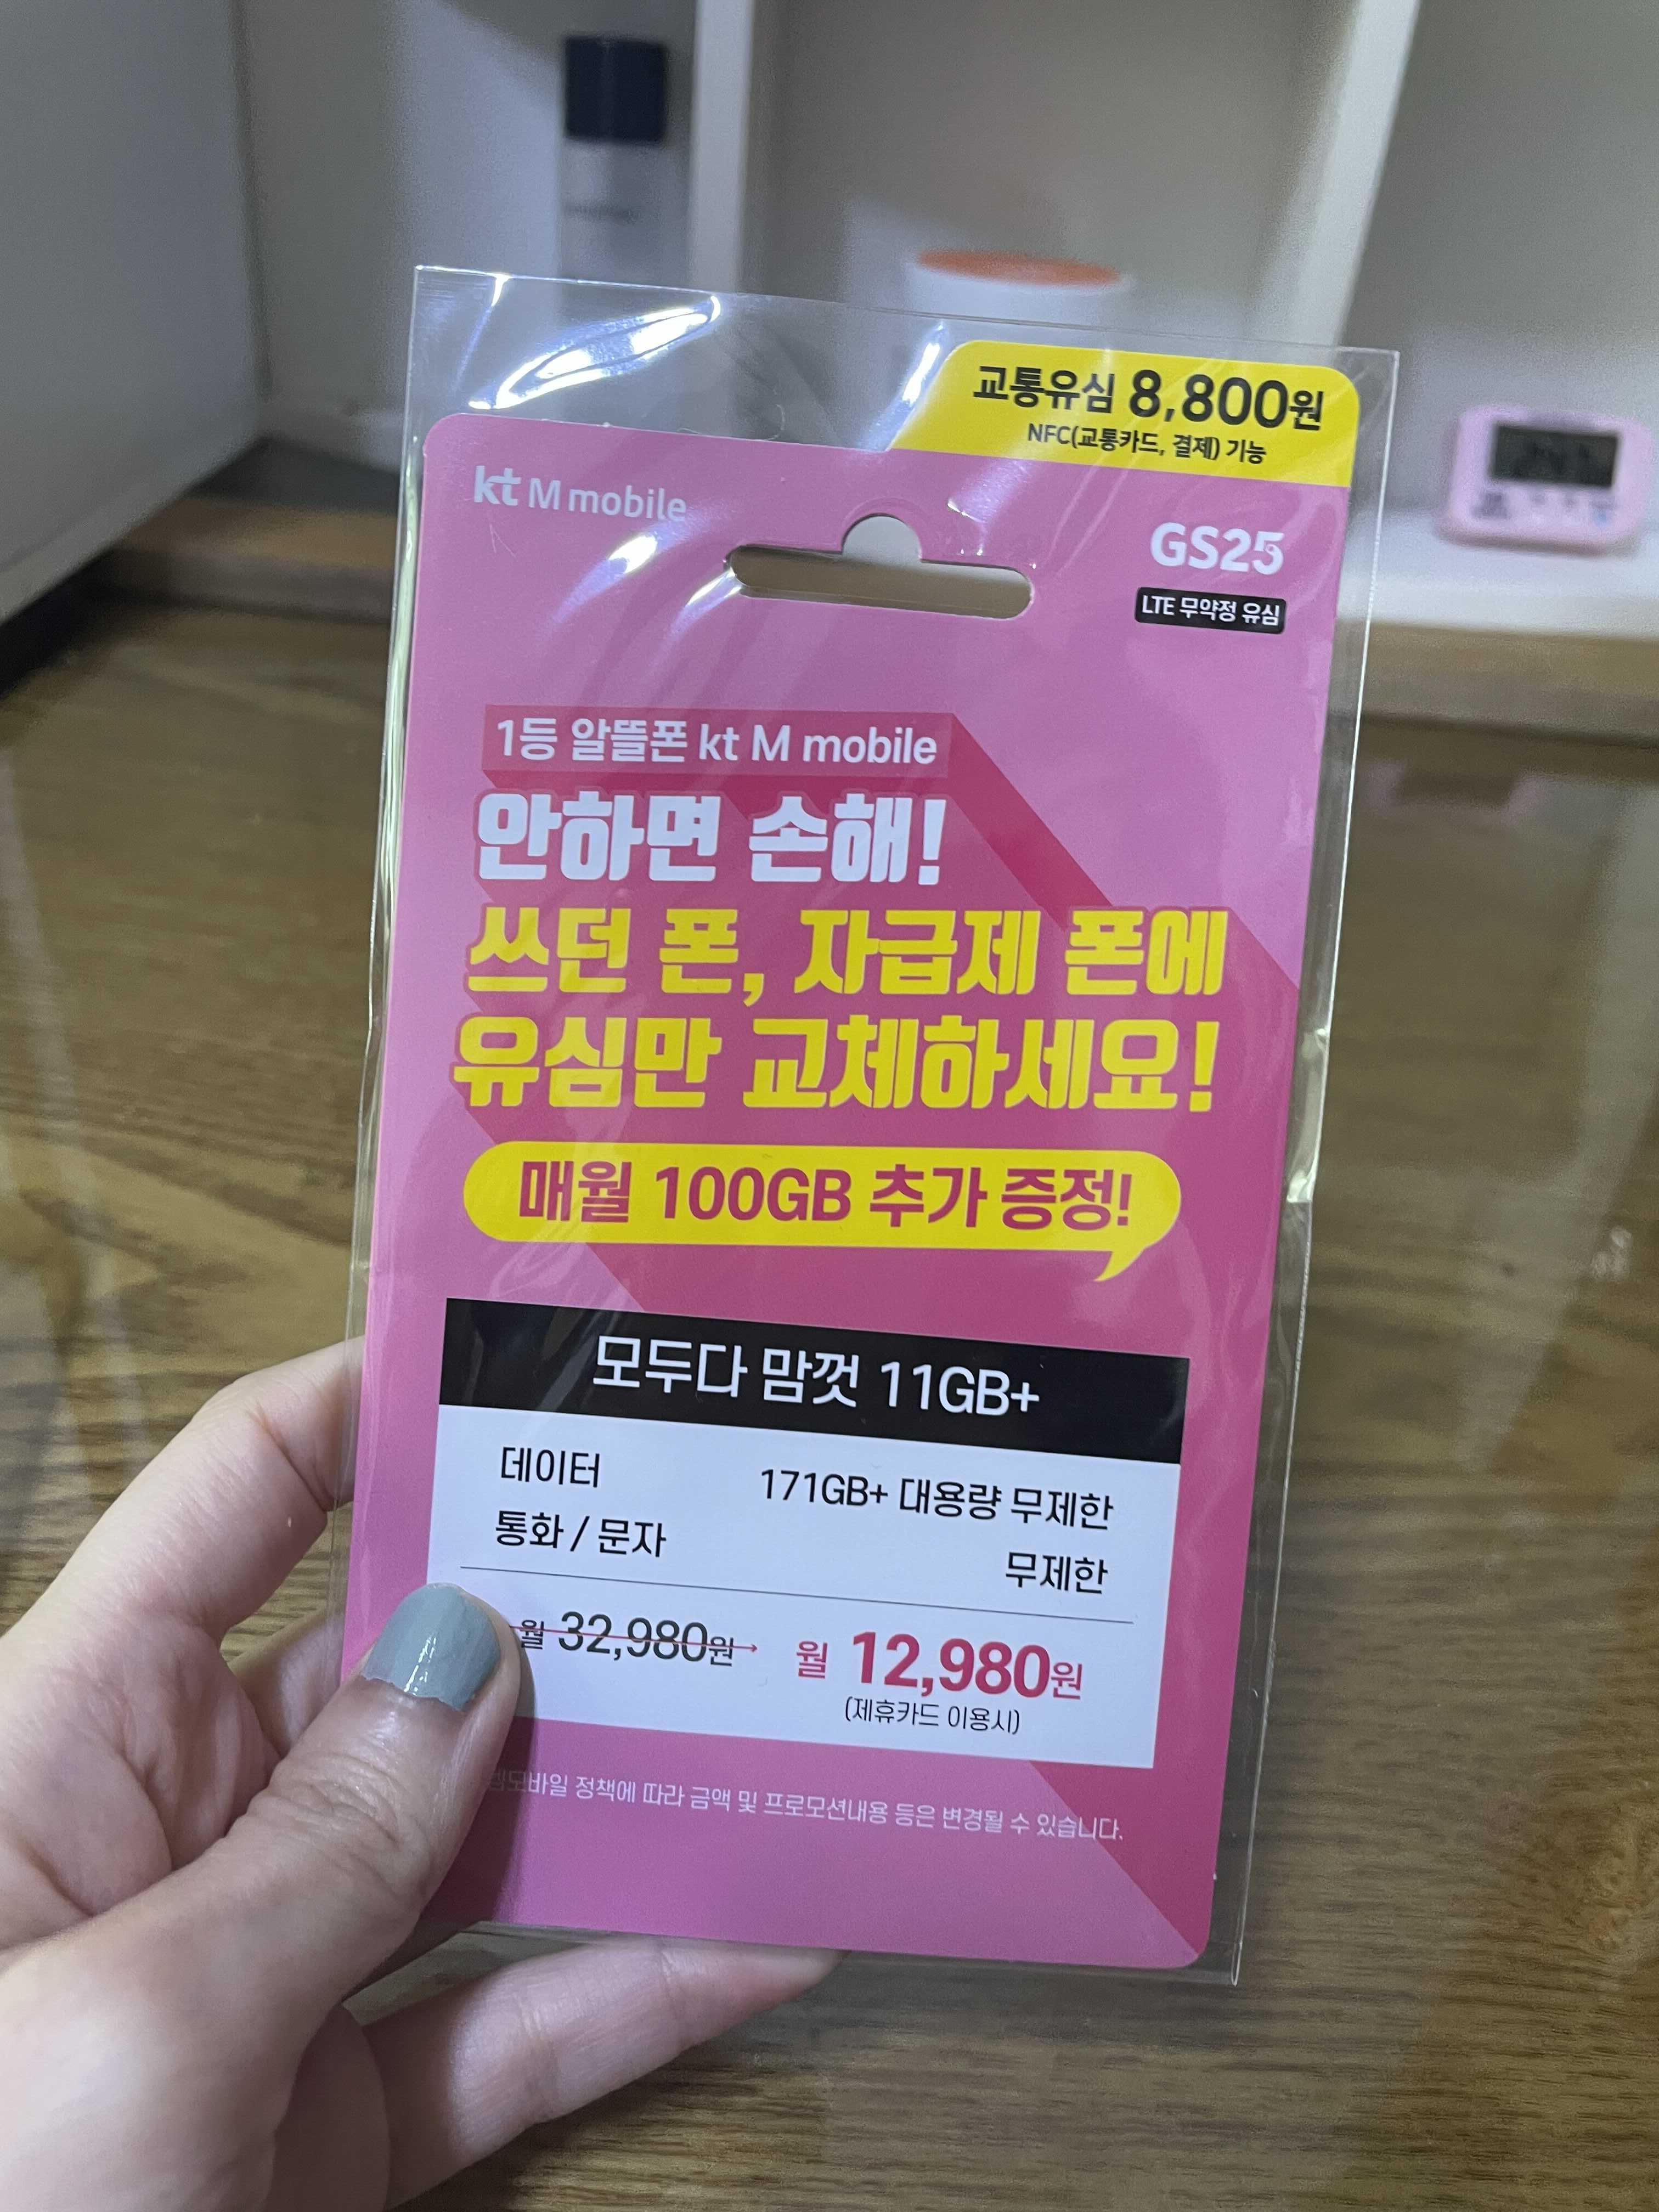 교통유심 8,800원
NFC(교통카드, 결제) 기능
kt M mobile
GS25
LTE 무약정 유심
1등 알뜰폰 kt M mobile
안하면 손해!
쓰던 폰, 자급제 폰에
유심만 교체하세요!
매월 100GB 추가 증정!
모두다 맘껏 11GB+
데이터 171GB+ 대용량 무제한
통화 / 문자 무제한
월 32,980원 월 12,980원
(제휴카드 이용시)
정책에 따라 금액 및 프로모션내용 등은 변경될 수 있습니다.